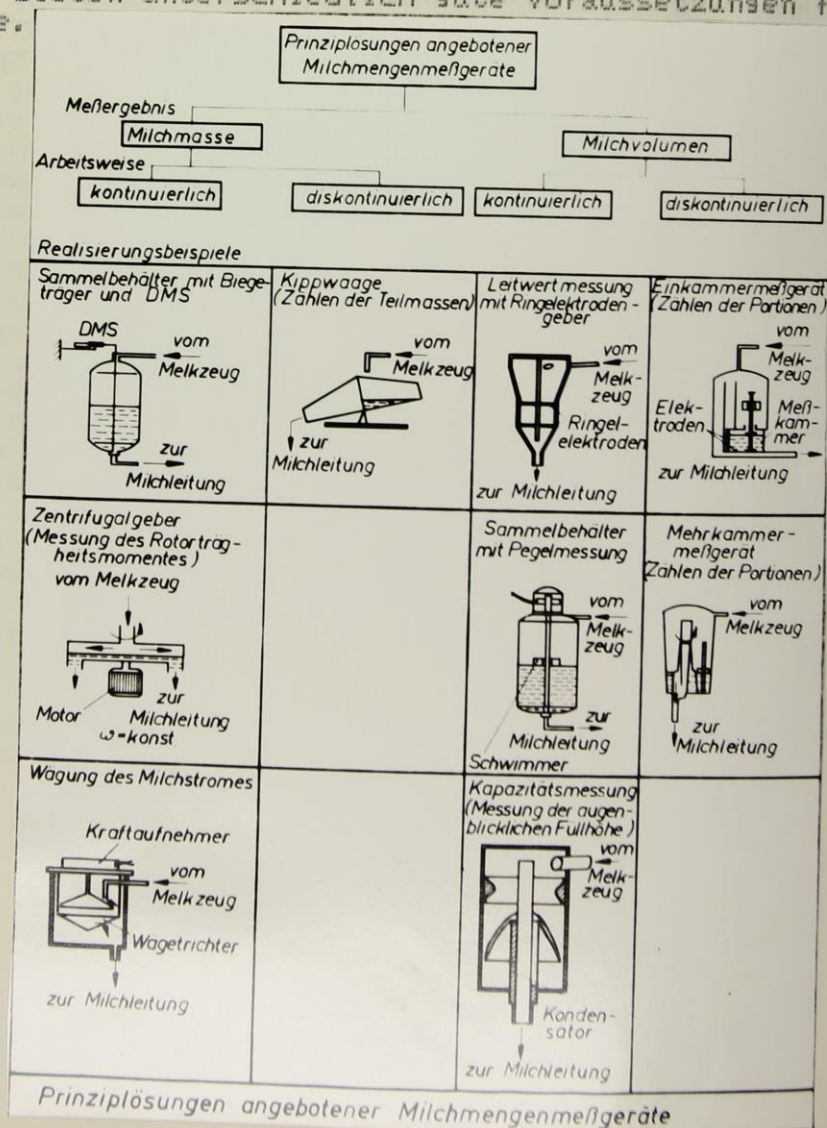 gute Voraussetzungen f
e.
Prinziplösungen angebotener
Milchmengenmeßgeräte
Meßergebnis
Milchmasse
Milchvolumen
Arbeitsweise
kontinuierlich
diskontinuierlich
kontinuierlich
diskontinuierlich
Realisierungsbeispiele
Sammelbehälter mit Biege-
träger und DMS
DMS
vom
Melkzeug
zur
Milchleitung
Kippwaage
(Zählen der Teilmassen)
vom
Melkzeug
zur
Milchleitung
Leitwertmessung
mit Ringelektroden-
geber
vom
Melk-
zeug
Ringel-
elektroden
zur Milchleitung
Einkammermeßgerät
(Zählen der Portionen)
vom
Melk-
zeug
Elek-
troden
Meß-
kam-
mer
zur Milchleitung
Zentrifugalgeber
(Messung des Rotorträg-
heitsmomentes)
vom Melkzeug
Motor
zur
Milchleitung
ω-konst
Sammelbehälter
mit Pegelmessung
vom
Melk-
zeug
zur
Milchleitung
Schwimmer
Mehrkammer-
meßgerät
(Zählen der Portionen)
vom
Melkzeug
zur
Milchleitung
Wägung des Milchstromes
Kraftaufnehmer
vom
Melkzeug
Wägetrichter
zur Milchleitung
Kapazitätsmessung
(Messung der augen-
blicklichen Füllhöhe)
vom
Melk-
zeug
Konden-
sator
zur Milchleitung
Prinziplösungen angebotener Milchmengenmeßgeräte